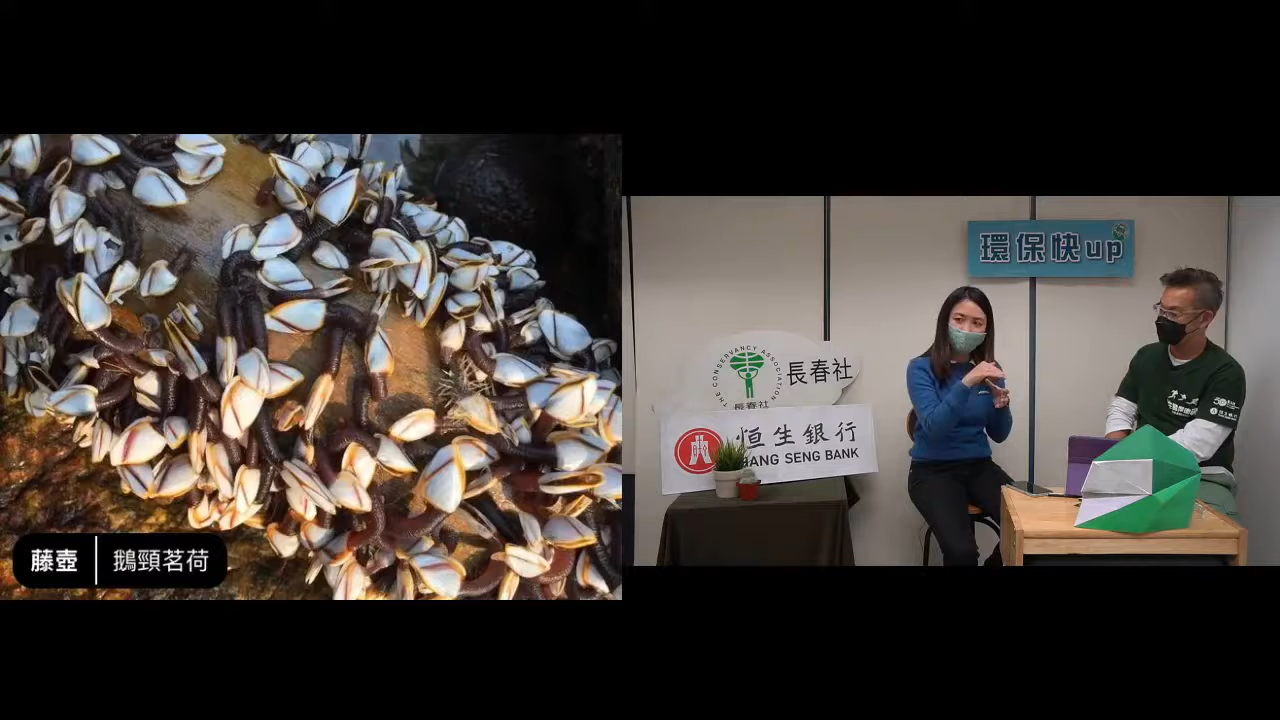 藤壺 鵝頸茗荷
環保快up
THE CONSERVANCY ASSOCIATION
長春社
長春社
恒生銀行
HANG SENG BANK